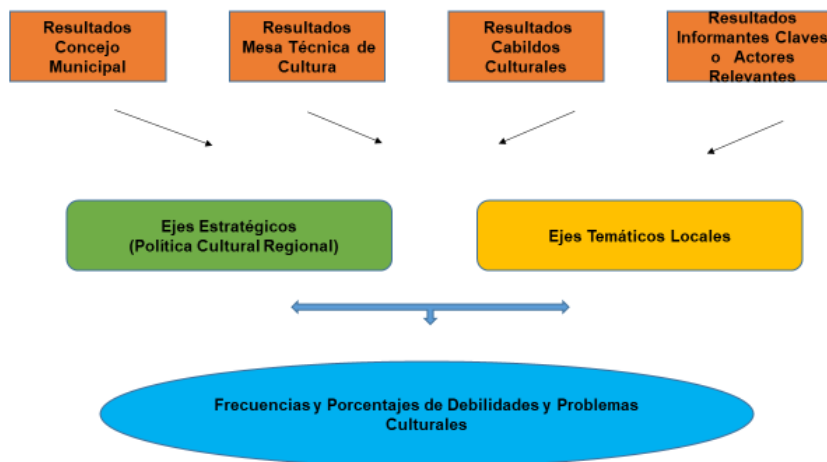 Resultados
Concejo
Municipal
Resultados
Mesa Técnica de
Cultura
Resultados
Cabildos
Culturales
Resultados
Informantes Claves
o Actores
Relevantes
Ejes Estratégicos
(Política Cultural Regional)
Ejes Temáticos Locales
Frecuencias y Porcentajes de Debilidades y Problemas
Culturales